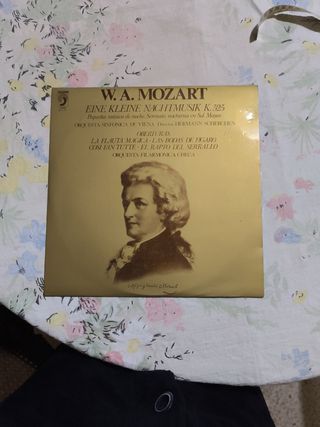 W. A. MOZART
EINE KLEINE NACHTMUSIK K. 525
Pequeña música de noche. Serenata nocturna en Sol Mayor
ORQUESTA SINFONICA DE VIENA. Director: HERMANN SCHERCHEN
OBERTURAS:
LA FLAUTA MAGICA - LAS BODAS DE FIGARO
COSI FAN TUTTE - EL RAPTO DEL SERRALLO
ORQUESTA FILARMONICA CHECA